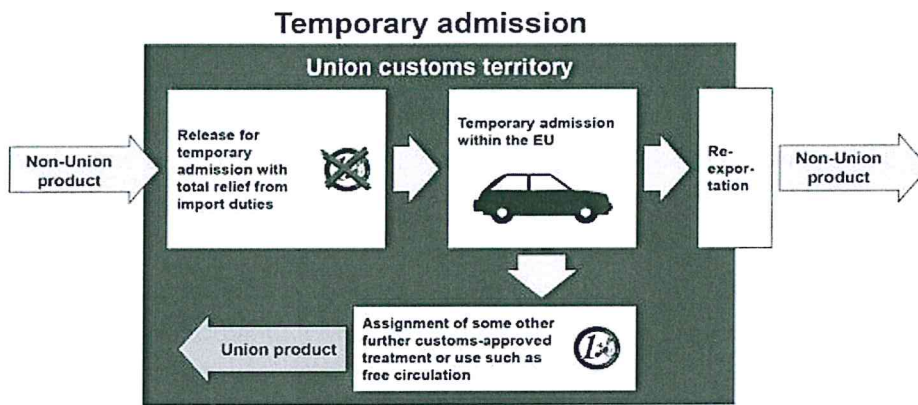 Temporary admission
Union customs territory
Non-Union
product
Release for
temporary
admission with
total relief from
import duties
Temporary admission
within the EU
Re-
expor-
tation
Non-Union
product
Union product
Assignment of some other
further customs-approved
treatment or use such as
free circulation
1